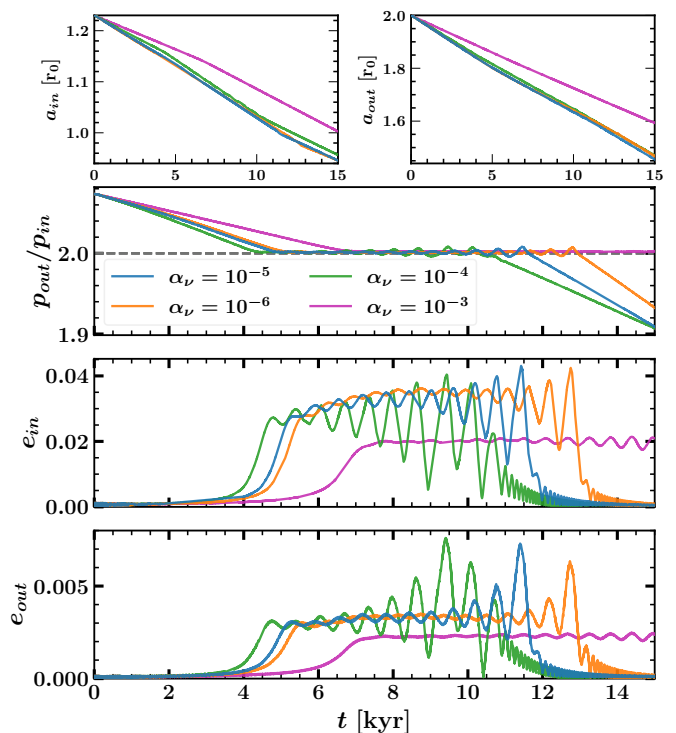 1.2
1.1
1.0
a_in [r_0]
0 5 10 15
2.0
1.8
1.6
a_out [r_0]
0 5 10 15
p_out/p_in
2.0
1.9
α_ν = 10^-5
α_ν = 10^-4
α_ν = 10^-6
α_ν = 10^-3
e_in
0.04
0.02
0.00
e_out
0.005
0.000
0 2 4 6 8 10 12 14
t [kyr]